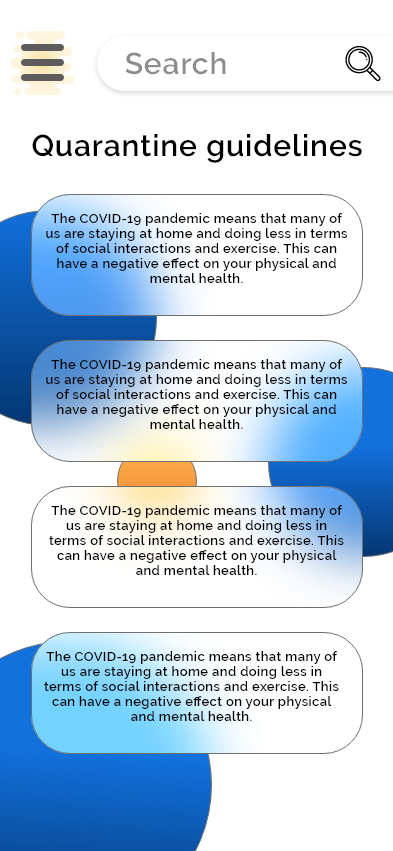 Search
Quarantine guidelines
The COVID-19 pandemic means that many of
us are staying at home and doing less in terms
of social interactions and exercise. This can
have a negative effect on your physical and
mental health.
The COVID-19 pandemic means that many of
us are staying at home and doing less in terms
of social interactions and exercise. This can
have a negative effect on your physical and
mental health.
The COVID-19 pandemic means that many of
us are staying at home and doing less in
terms of social interactions and exercise. This
can have a negative effect on your physical
and mental health.
The COVID-19 pandemic means that many of
us are staying at home and doing less in
terms of social interactions and exercise. This
can have a negative effect on your physical
and mental health.